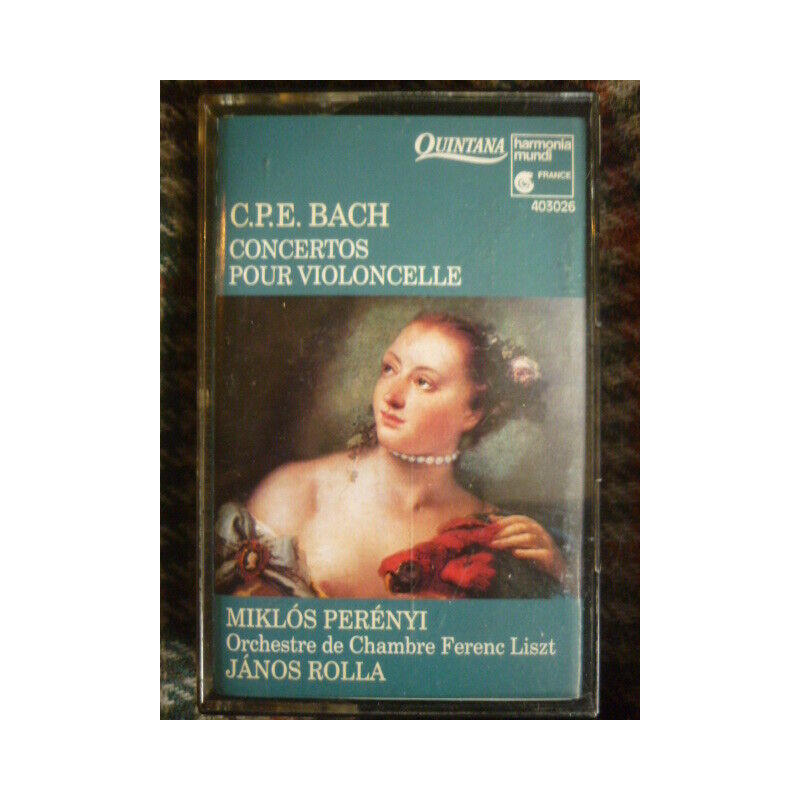 QUINTANA
harmonia
mundi
FRANCE
403026
C.P.E. BACH
CONCERTOS
POUR VIOLONCELLE
MIKLÓS PERÉNYI
Orchestre de Chambre Ferenc Liszt
JÁNOS ROLLA